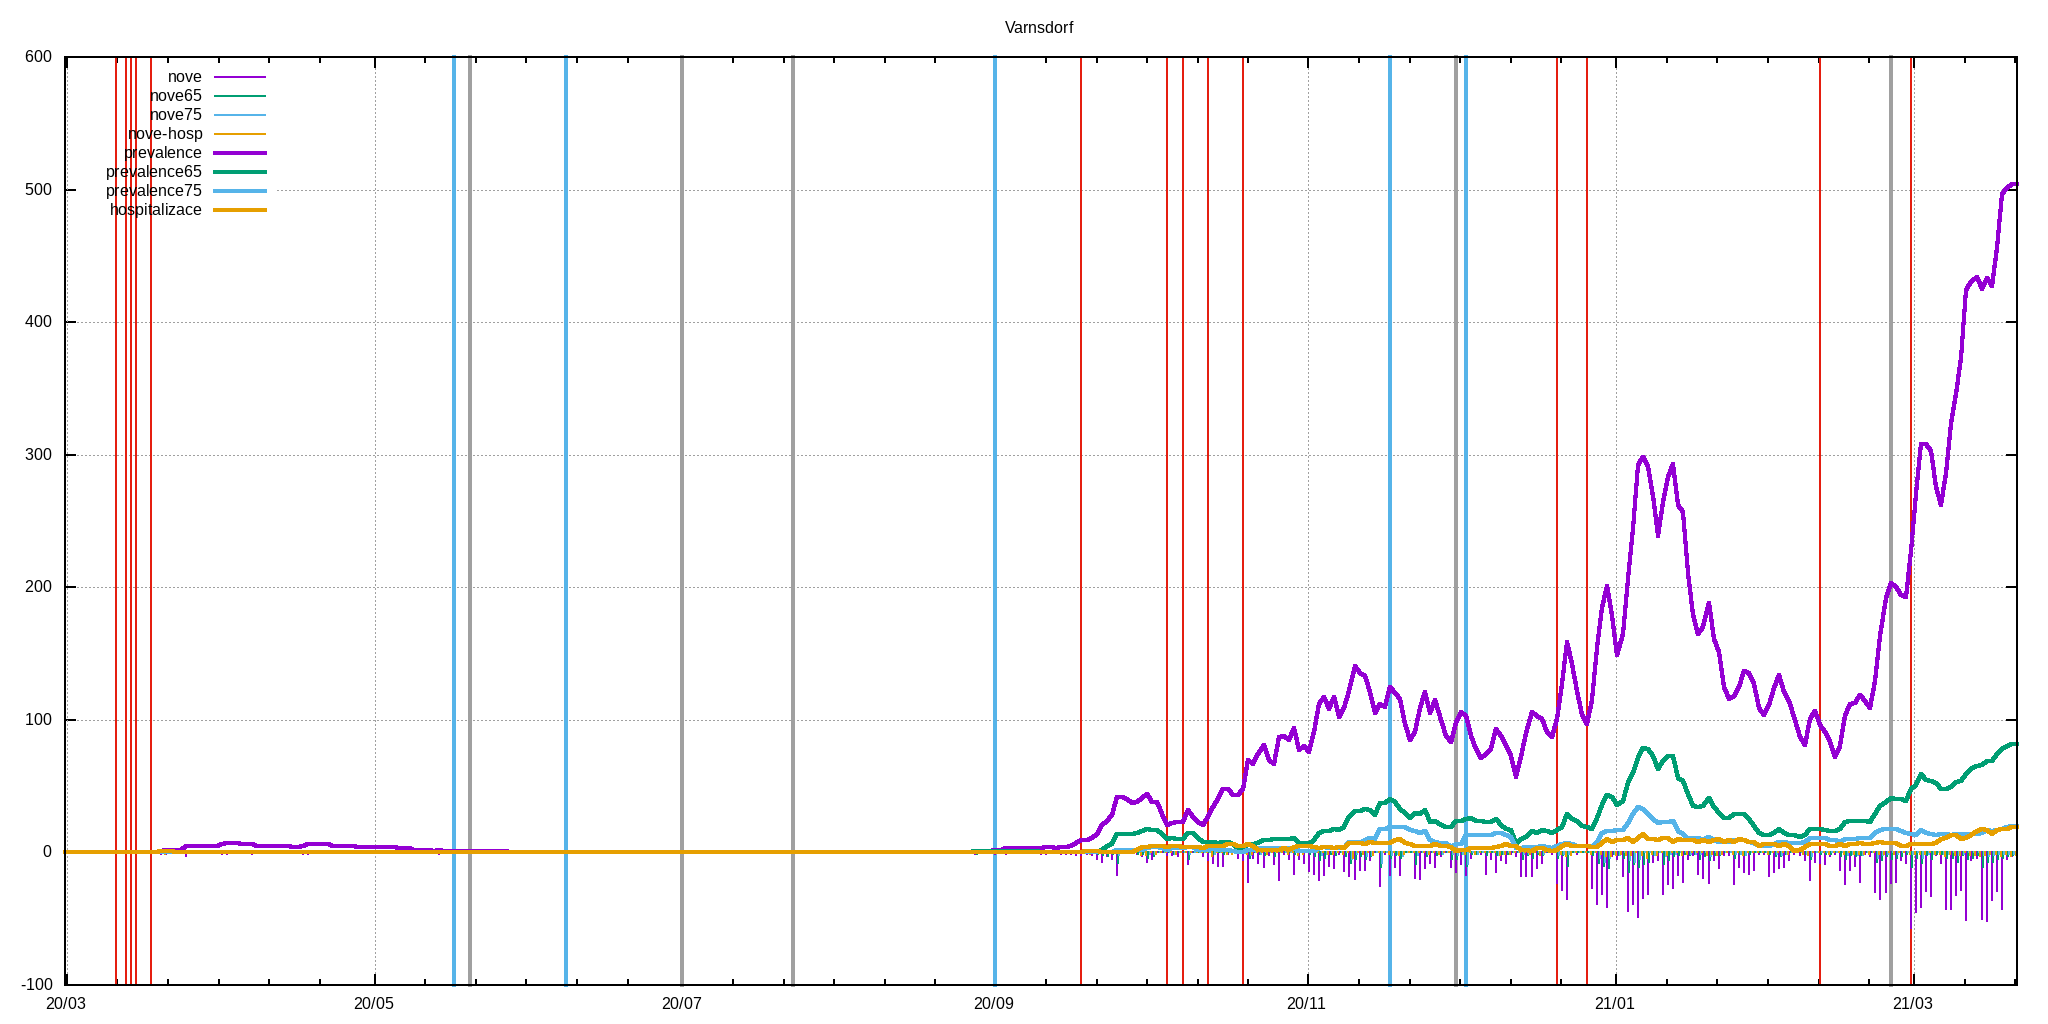 Varnsdorf
600
500
400
300
200
100
0
-100
nove
nove65
nove75
nove-hosp
prevalence
prevalence65
prevalence75
hospitalizace
20/03 20/05 20/07 20/09 20/11 21/01 21/03